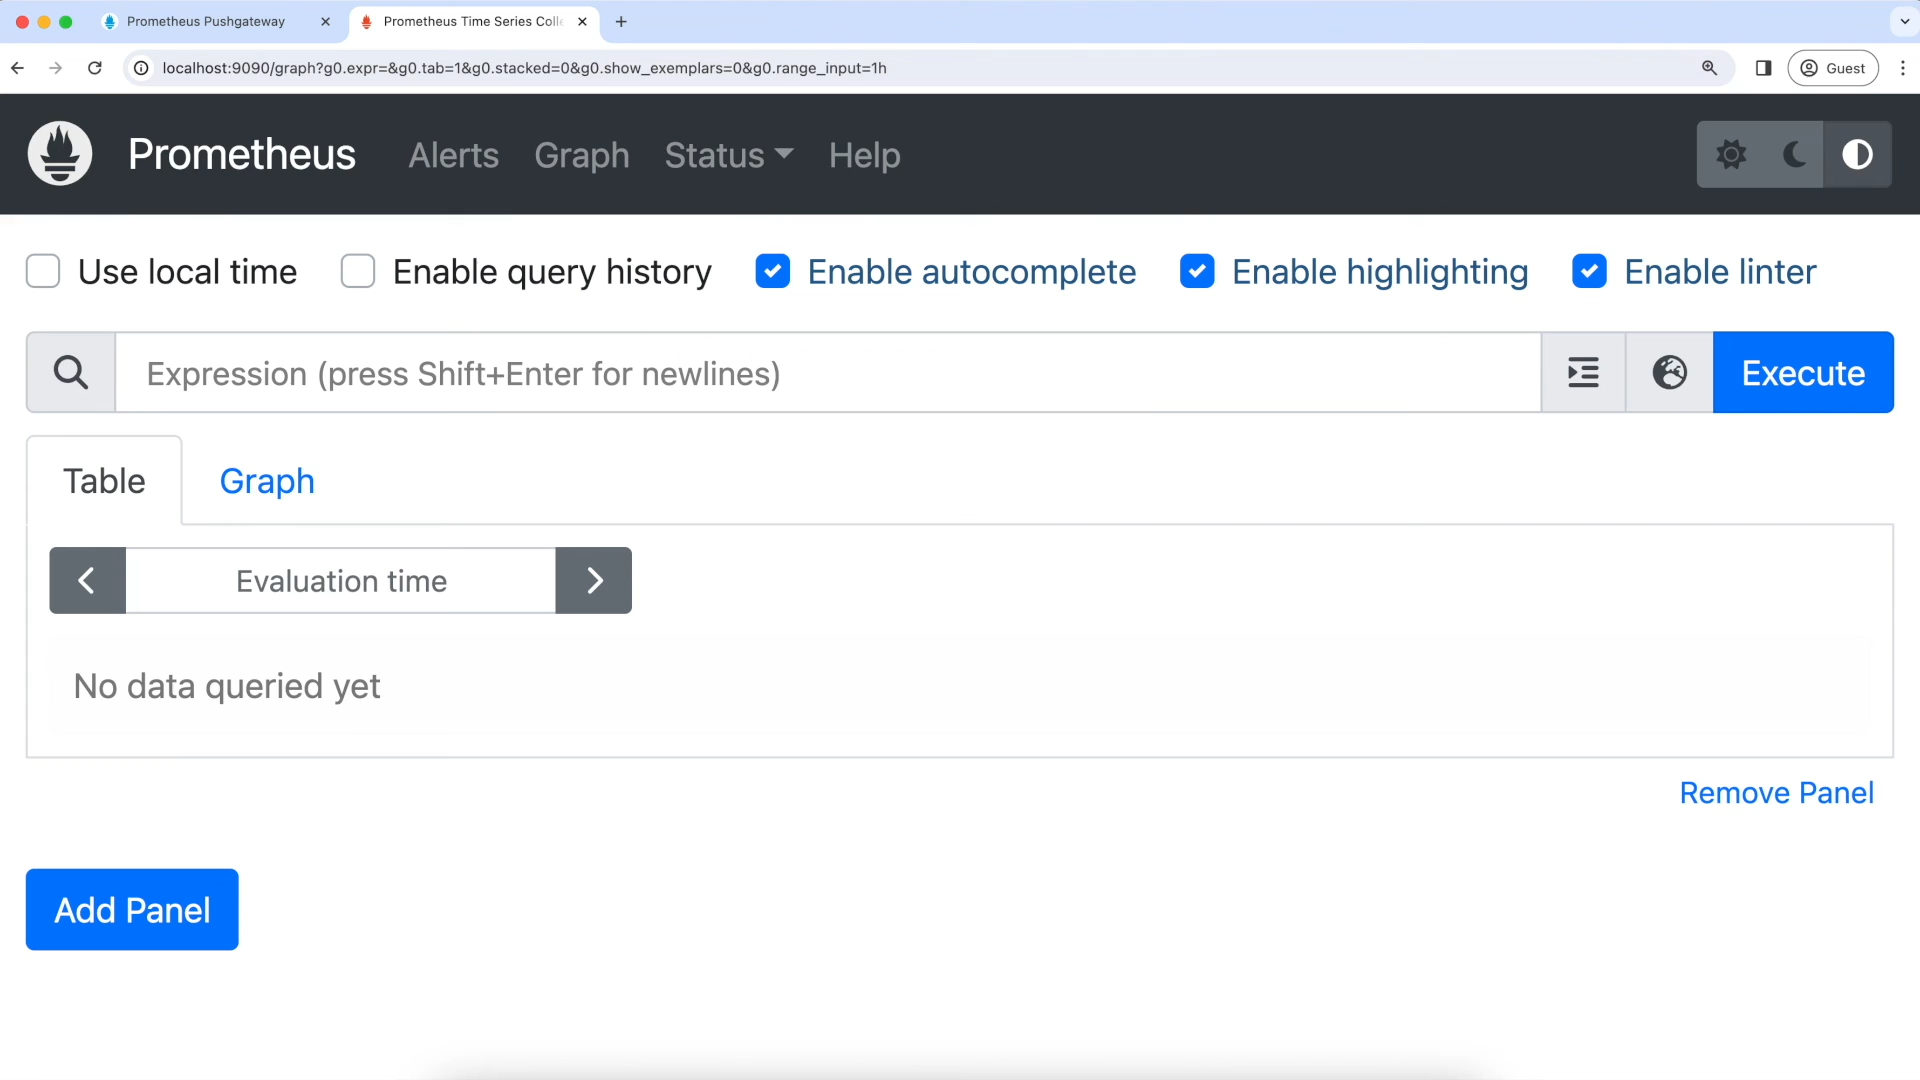 Prometheus Pushgateway
Prometheus Time Series Colle
localhost:9090/graph?g0.expr=&g0.tab=1&g0.stacked=0&g0.show_exemplars=0&g0.range_input=1h
Guest
Prometheus Alerts Graph Status Help
Use local time Enable query history Enable autocomplete Enable highlighting Enable linter
Expression (press Shift+Enter for newlines)
Execute
Table Graph
Evaluation time
No data queried yet
Remove Panel
Add Panel